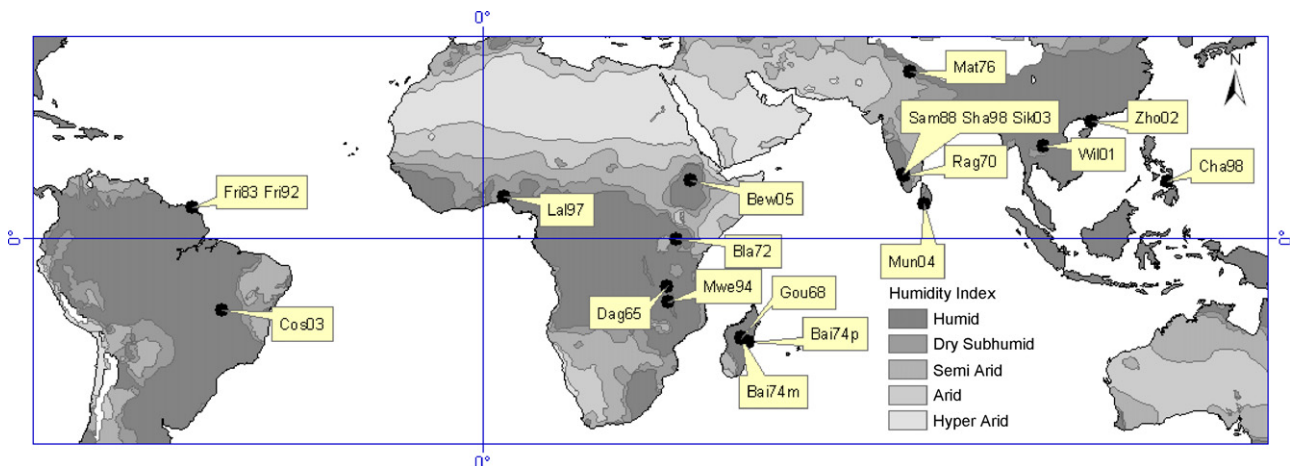 0°
N
Mat76
Sam88 Sha98 Sik03
Zho02
Rag70
Wil01
Cha98
Fri83 Fri92
Lal97
Bew05
0°
0°
Bla72
Mun04
Mwe94
Gou68
Dag65
Cos03
Bai74p
Bai74m
Humidity Index
Humid
Dry Subhumid
Semi Arid
Arid
Hyper Arid
0°